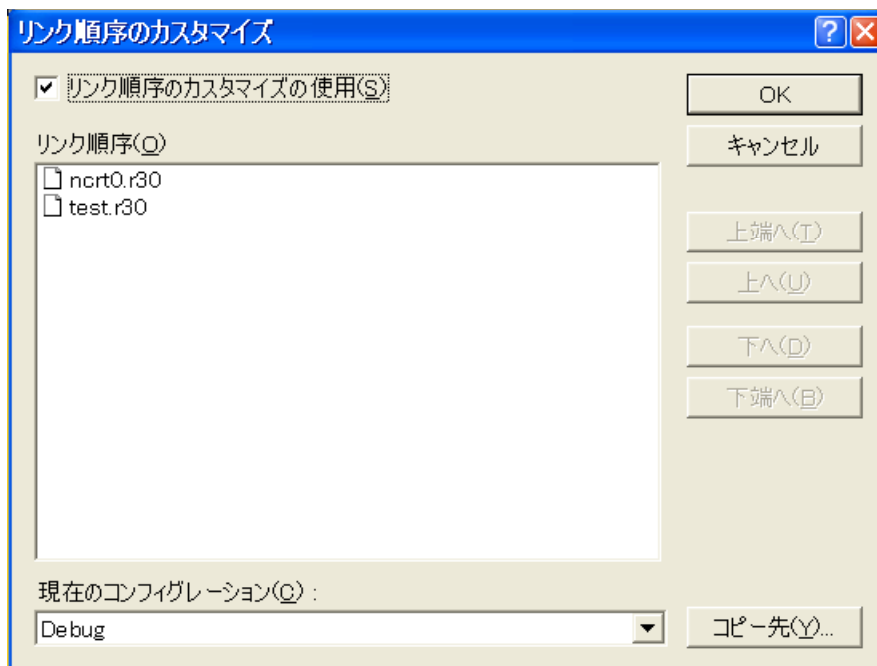 リンク順序のカスタマイズ
リンク順序のカスタマイズの使用(S)
OK
リンク順序(O)
キャンセル
ncrt0.r30
test.r30
上端へ(T)
上へ(U)
下へ(D)
下端へ(B)
現在のコンフィグレーション(C) :
Debug
コピー先(Y)...